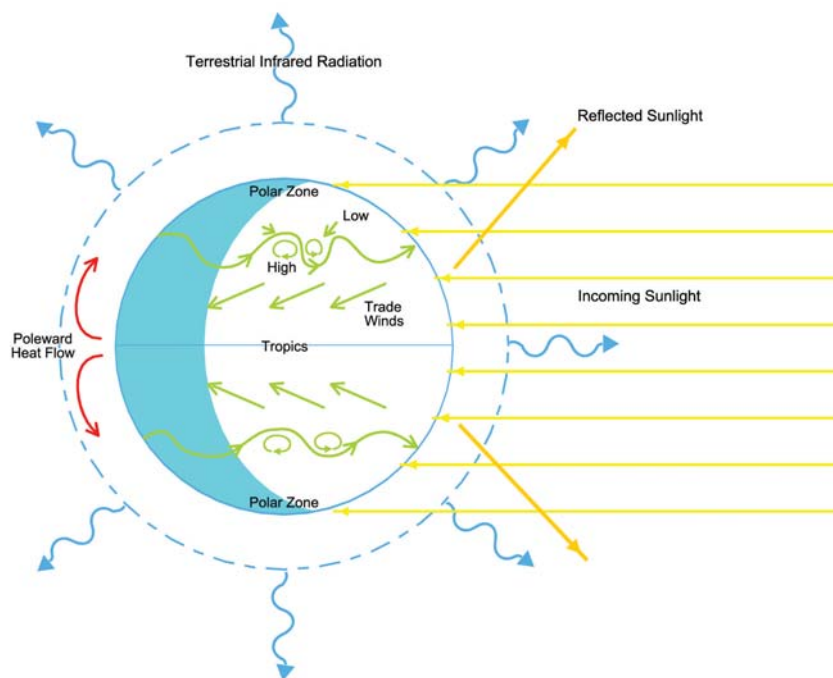 Terrestrial Infrared Radiation
Reflected Sunlight
Polar Zone
Low
High
Incoming Sunlight
Trade
Winds
Poleward
Heat Flow
Tropics
Polar Zone